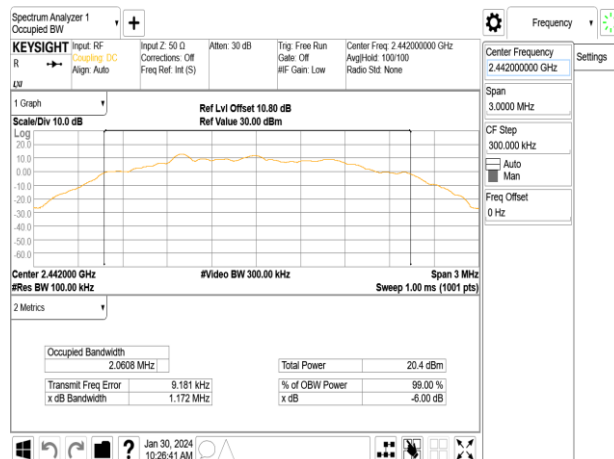 Spectrum Analyzer 1
Occupied BW
▼
+
Frequency ▼
KEYSIGHT
R
LXI
Input: RF
Coupling: DC
Align: Auto
Input Z: 50 Ω
Corrections: Off
Freq Ref: Int (S)
Atten: 30 dB
Trig: Free Run
Gate: Off
#IF Gain: Low
Center Freq: 2.442000000 GHz
Avg|Hold: 100/100
Radio Std: None
Center Frequency
2.442000000 GHz
Settings
Span
3.0000 MHz
CF Step
300.000 kHz
Auto
Man
Freq Offset
0 Hz
1 Graph ▼
Scale/Div 10.0 dB
Ref Lvl Offset 10.80 dB
Ref Value 30.00 dBm
Log
20.0
10.0
0.00
-10.0
-20.0
-30.0
-40.0
-50.0
-60.0
Center 2.442000 GHz
#Res BW 100.00 kHz
#Video BW 300.00 kHz
Span 3 MHz
Sweep 1.00 ms (1001 pts)
2 Metrics ▼
Occupied Bandwidth
2.0608 MHz
Transmit Freq Error 9.181 kHz
x dB Bandwidth 1.172 MHz
Total Power 20.4 dBm
% of OBW Power 99.00 %
x dB -6.00 dB
?
Jan 30, 2024
10:26:41 AM